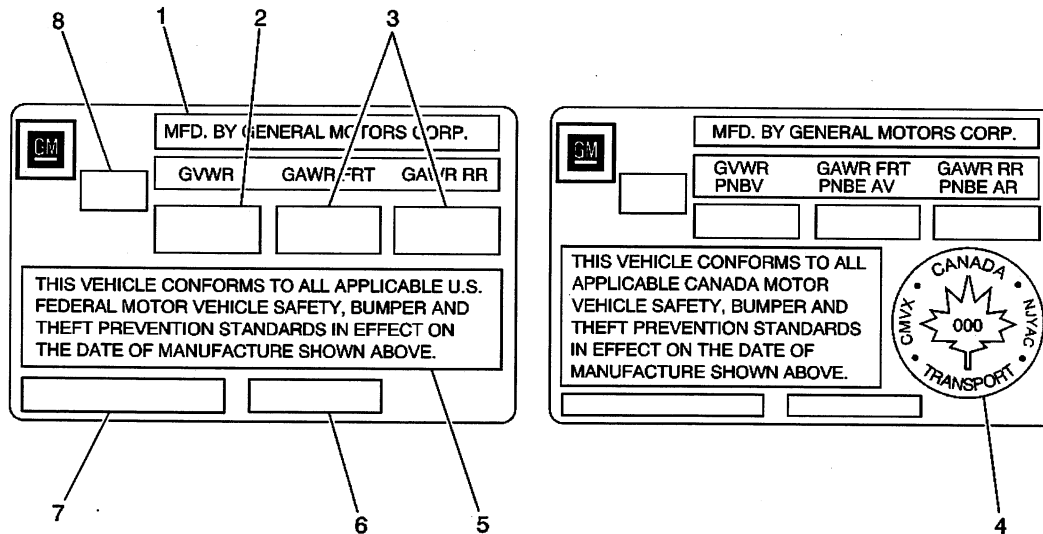 8
1
2
3
GM
MFD. BY GENERAL MOTORS CORP.
GVWR GAWR FRT GAWR RR
THIS VEHICLE CONFORMS TO ALL APPLICABLE U.S.
FEDERAL MOTOR VEHICLE SAFETY, BUMPER AND
THEFT PREVENTION STANDARDS IN EFFECT ON
THE DATE OF MANUFACTURE SHOWN ABOVE.
7
6
5
GM
MFD. BY GENERAL MOTORS CORP.
GVWR GAWR FRT GAWR RR
PNBV PNBE AV PNBE AR
THIS VEHICLE CONFORMS TO ALL
APPLICABLE CANADA MOTOR
VEHICLE SAFETY, BUMPER AND
THEFT PREVENTION STANDARDS
IN EFFECT ON THE DATE OF
MANUFACTURE SHOWN ABOVE.
CANADA
CMVX
000
NJYAC
TRANSPORT
4